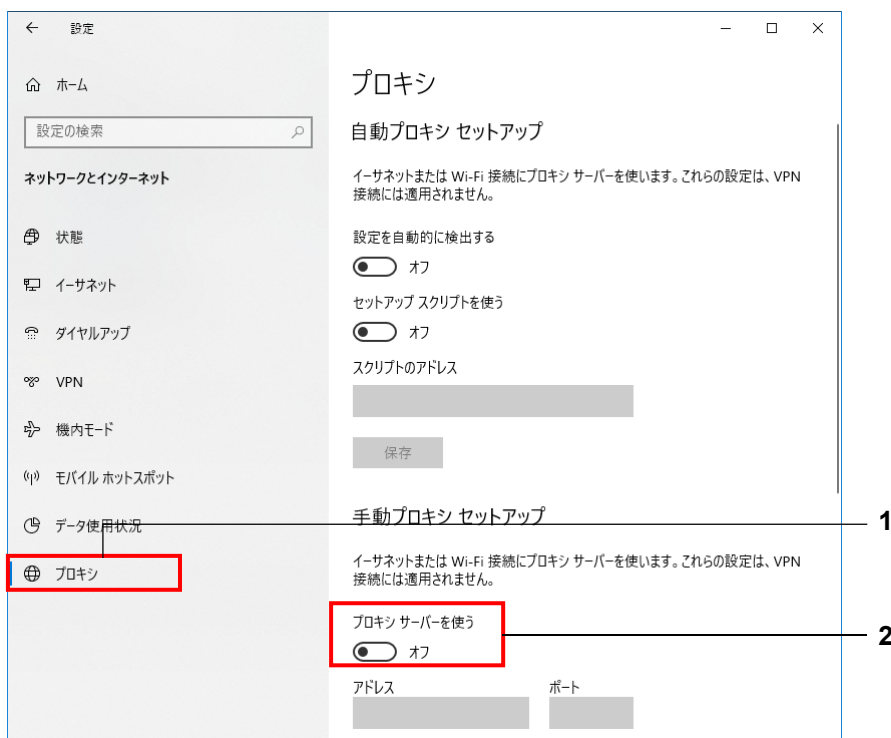 設定
ホーム
設定の検索
ネットワークとインターネット
状態
イーサネット
ダイヤルアップ
VPN
機内モード
モバイル ホットスポット
データ使用状況
プロキシ
プロキシ
自動プロキシ セットアップ
イーサネットまたは Wi-Fi 接続にプロキシ サーバーを使います。これらの設定は、VPN
接続には適用されません。
設定を自動的に検出する
オフ
セットアップ スクリプトを使う
オフ
スクリプトのアドレス
保存
手動プロキシ セットアップ
イーサネットまたは Wi-Fi 接続にプロキシ サーバーを使います。これらの設定は、VPN
接続には適用されません。
プロキシ サーバーを使う
オフ
アドレス
ポート
1
2